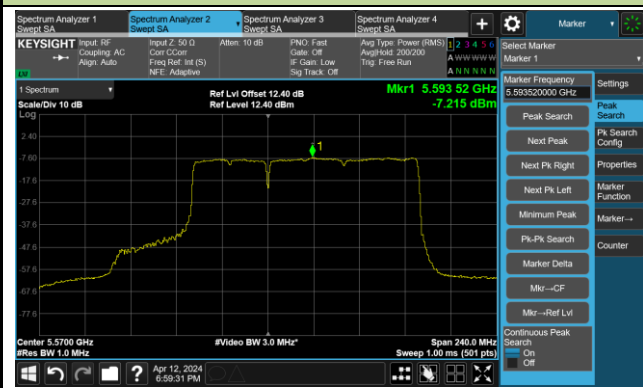 Spectrum Analyzer 1
Swept SA
Spectrum Analyzer 2
Swept SA
Spectrum Analyzer 3
Swept SA
Spectrum Analyzer 4
Swept SA
+
Marker
KEYSIGHT
Input: RF
Coupling: AC
Align: Auto
Input Z: 50 Ω
Corr CCorr
Freq Ref: Int (S)
NFE: Adaptive
Atten: 10 dB
PNO: Fast
Gate: Off
IF Gain: Low
Sig Track: Off
Avg Type: Power (RMS)
Avg|Hold: 200/200
Trig: Free Run
1 2 3 4 5 6
A W W W W W
A N N N N N
Select Marker
Marker 1
1 Spectrum
Scale/Div 10 dB
Log
Ref Lvl Offset 12.40 dB
Ref Level 12.40 dBm
Mkr1 5.593 52 GHz
-7.215 dBm
1
2.40
-7.60
-17.6
-27.6
-37.6
-47.6
-57.6
-67.6
-77.6
Center 5.5700 GHz
#Res BW 1.0 MHz
#Video BW 3.0 MHz*
Span 240.0 MHz
Sweep 1.00 ms (501 pts)
Marker Frequency
5.593520000 GHz
Peak Search
Next Peak
Next Pk Right
Next Pk Left
Minimum Peak
Pk-Pk Search
Marker Delta
Mkr→CF
Mkr→Ref Lvl
Continuous Peak
Search
On
Off
Settings
Peak
Search
Pk Search
Config
Properties
Marker
Function
Marker→
Counter
?
Apr 12, 2024
6:59:31 PM